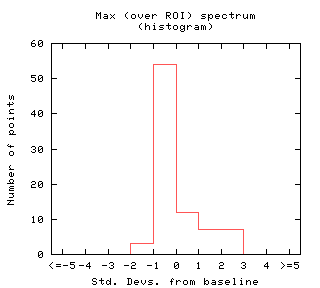 Max (over ROI) spectrum
(histogram)
60
50
40
30
20
10
0
Number of points
<=-5 -4 -3 -2 -1 0 1 2 3 4 >=5
Std. Devs. from baseline